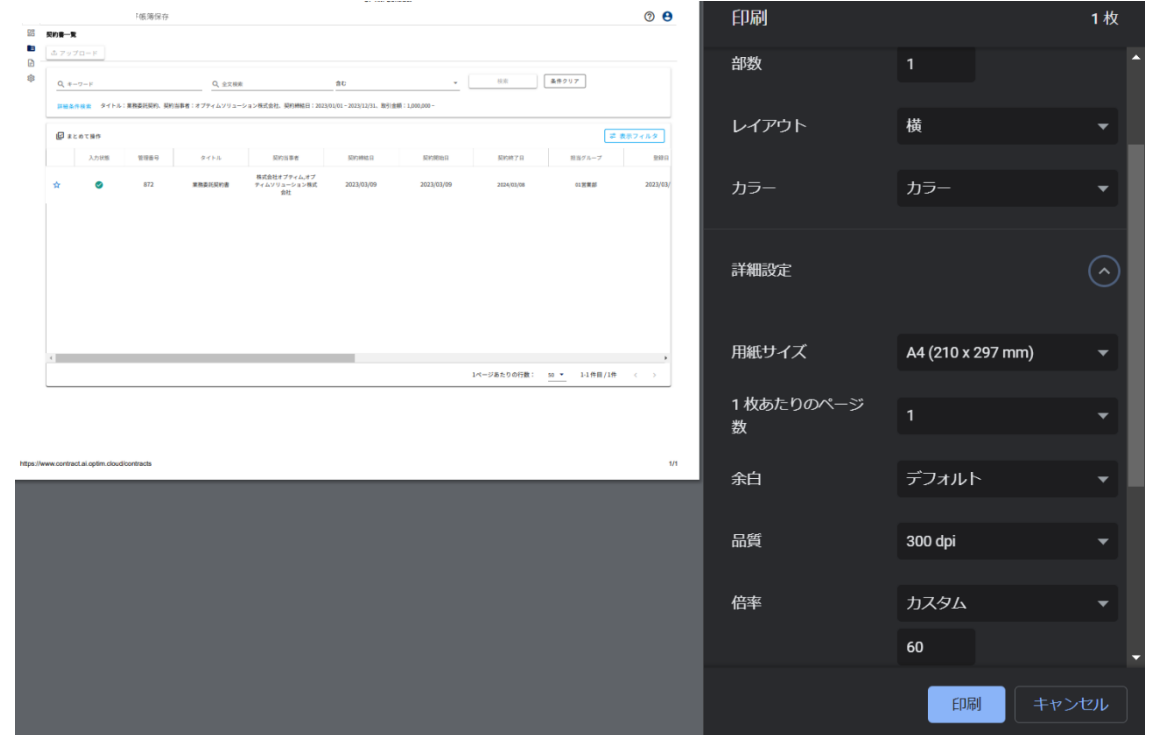 「帳簿保存
契約書一覧
アップロード
キーワード
全文検索
含む
検索
条件クリア
詳細条件検索 タイトル：業務委託契約、契約当事者：オプティムソリューション株式会社、契約締結日：2023/01/01 - 2023/12/31、取引金額：1,000,000 -
まとめて操作
表示フィルタ
入力状態 管理番号 タイトル 契約当事者 契約締結日 契約開始日 契約終了日 担当グループ 登録日
872 業務委託契約書 株式会社オプティム,オプティムソリューションズ株式会社 2023/03/09 2023/03/09 2024/03/08 01営業部 2023/03/
1ページあたりの行数： 50 1-1 件目 / 1件
https://www.contract.ai.optim.cloud/contracts
1/1
印刷
1 枚
部数
1
レイアウト
横
カラー
カラー
詳細設定
用紙サイズ
A4 (210 x 297 mm)
1 枚あたりのページ
数
1
余白
デフォルト
品質
300 dpi
倍率
カスタム
60
印刷
キャンセル